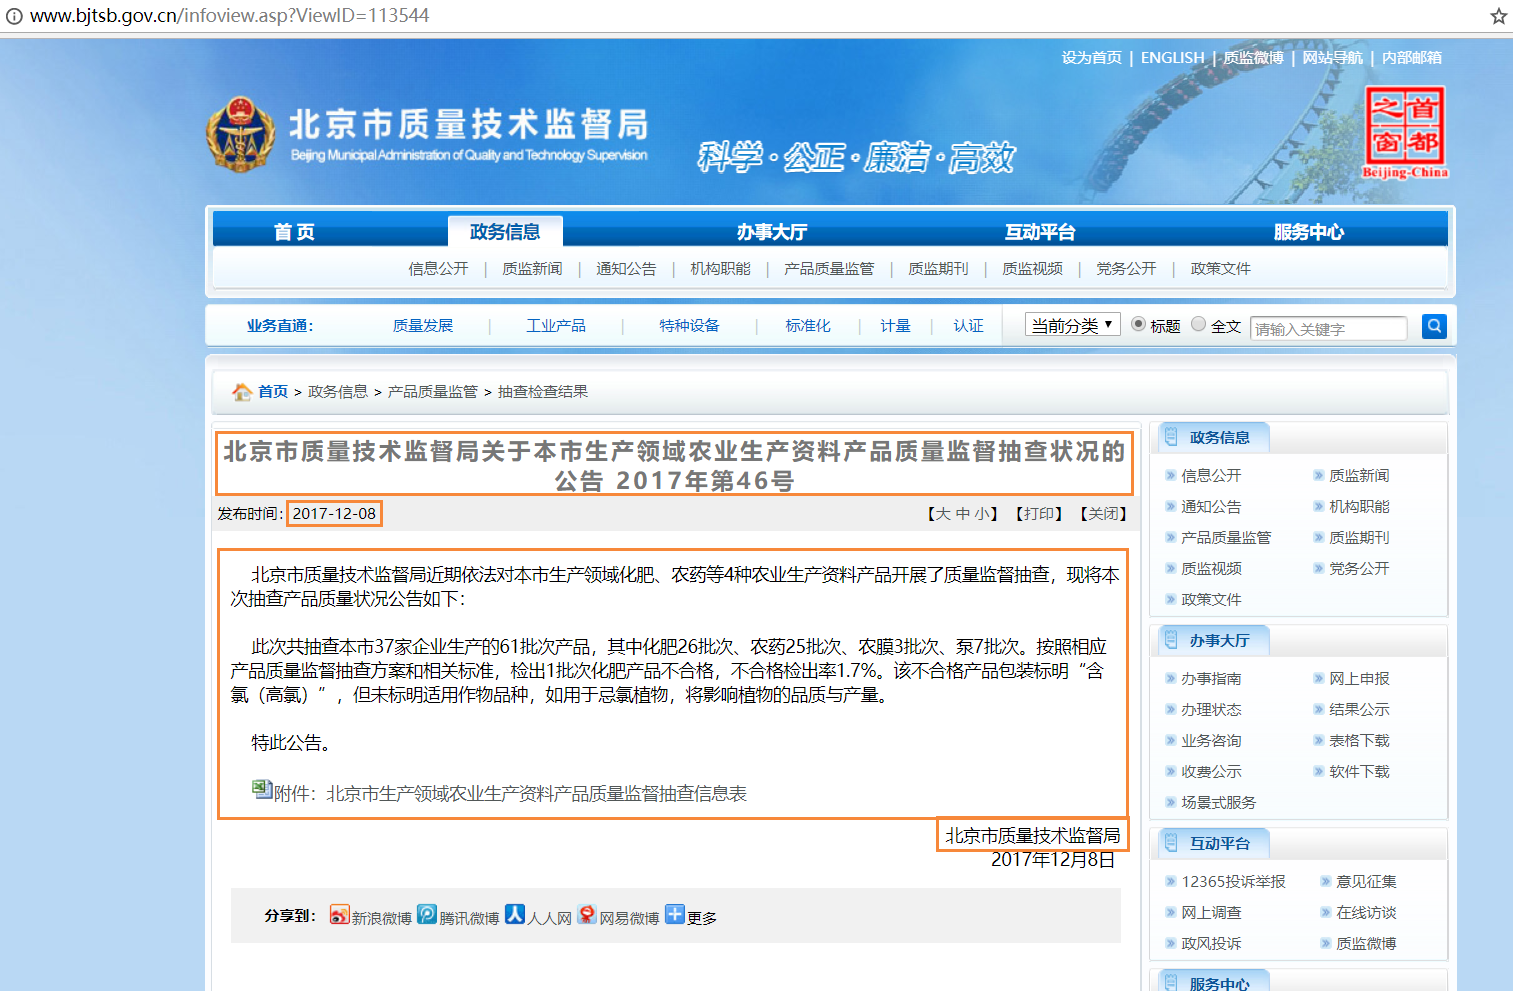 www.bjtsb.gov.cn/infoview.asp?ViewID=113544
设为首页 | ENGLISH | 质监微博 | 网站导航 | 内部邮箱
北京市质量技术监督局
Beijing Municipal Administration of Quality and Technology Supervision
科学·公正·廉洁·高效
首都之窗
Beijing-China
首 页 政务信息 办事大厅 互动平台 服务中心
信息公开 | 质监新闻 | 通知公告 | 机构职能 | 产品质量监管 | 质监期刊 | 质监视频 | 党务公开 | 政策文件
业务直通： 质量发展 | 工业产品 | 特种设备 | 标准化 | 计量 | 认证 当前分类 标题 全文 请输入关键字
首页 > 政务信息 > 产品质量监管 > 抽查检查结果
北京市质量技术监督局关于本市生产领域农业生产资料产品质量监督抽查状况的
公告 2017年第46号
发布时间：2017-12-08 【大 中 小】 【打印】 【关闭】
北京市质量技术监督局近期依法对本市生产领域化肥、农药等4种农业生产资料产品开展了质量监督抽查，现将本
次抽查产品质量状况公告如下：
此次共抽查本市37家企业生产的61批次产品，其中化肥26批次、农药25批次、农膜3批次、泵7批次。按照相应
产品质量监督抽查方案和相关标准，检出1批次化肥产品不合格，不合格检出率1.7%。该不合格产品包装标明“含
氯（高氯）”，但未标明适用作物品种，如用于忌氯植物，将影响植物的品质与产量。
特此公告。
附件：北京市生产领域农业生产资料产品质量监督抽查信息表
北京市质量技术监督局
2017年12月8日
分享到： 新浪微博 腾讯微博 人人网 网易微博 更多
政务信息
信息公开 质监新闻
通知公告 机构职能
产品质量监管 质监期刊
质监视频 党务公开
政策文件
办事大厅
办事指南 网上申报
办理状态 结果公示
业务咨询 表格下载
收费公示 软件下载
场景式服务
互动平台
12365投诉举报 意见征集
网上调查 在线访谈
政风投诉 质监微博
服务中心